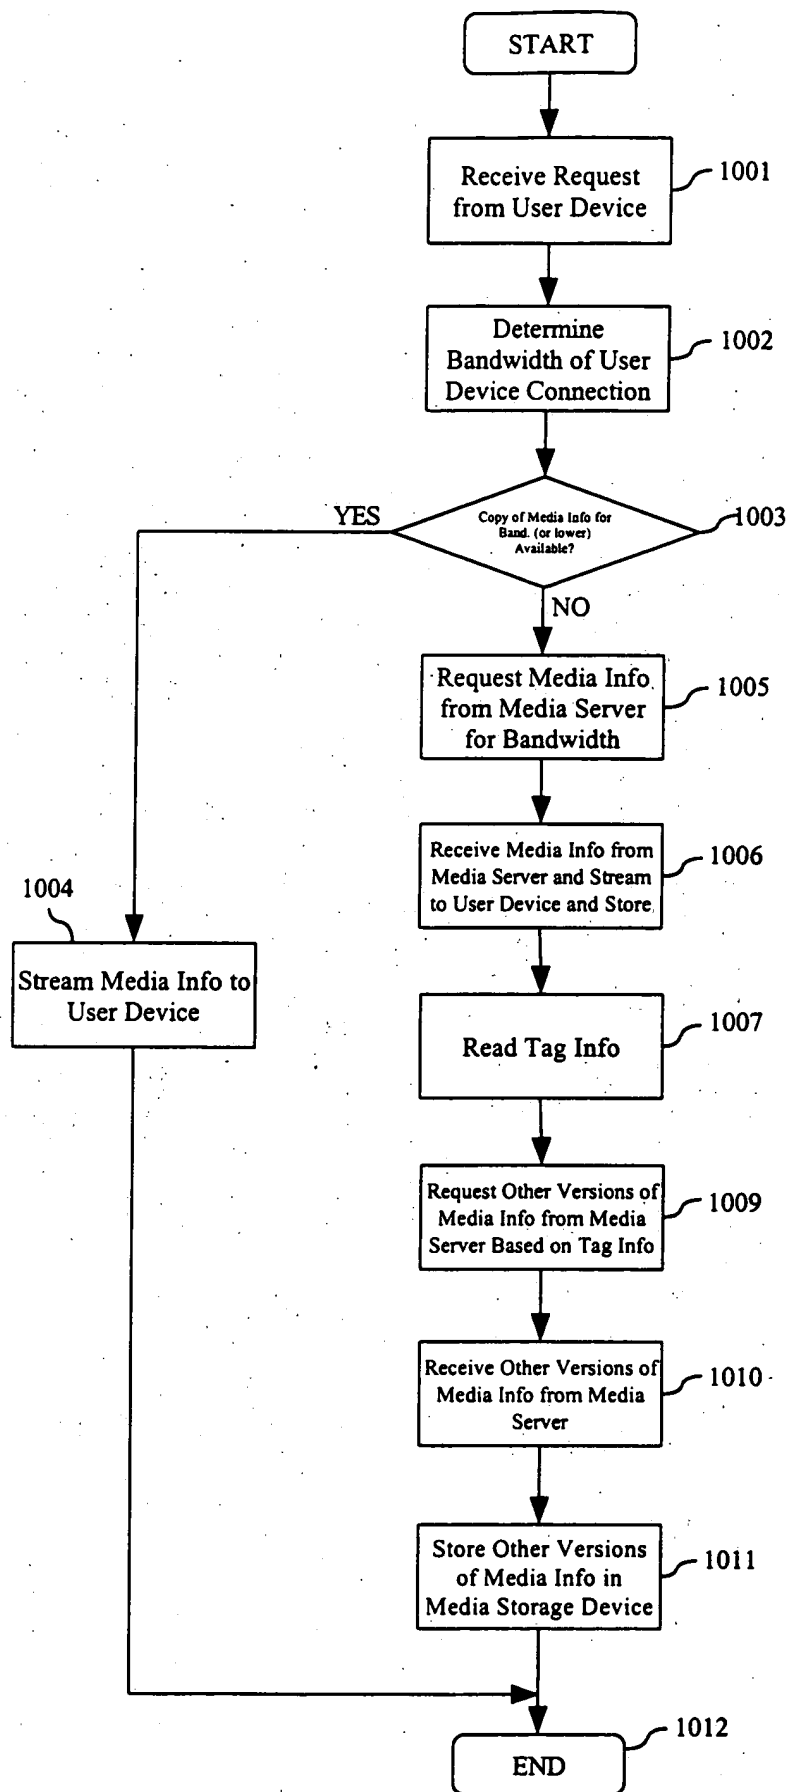 START
Receive Request
from User Device
1001
Determine
Bandwidth of User
Device Connection
1002
YES
Copy of Media Info for
Band. (or lower)
Available?
1003
NO
Request Media Info
from Media Server
for Bandwidth
1005
Receive Media Info from
Media Server and Stream
to User Device and Store
1006
1004
Stream Media Info to
User Device
Read Tag Info
1007
Request Other Versions of
Media Info from Media
Server Based on Tag Info
1009
Receive Other Versions of
Media Info from Media
Server
1010
Store Other Versions
of Media Info in
Media Storage Device
1011
1012
END